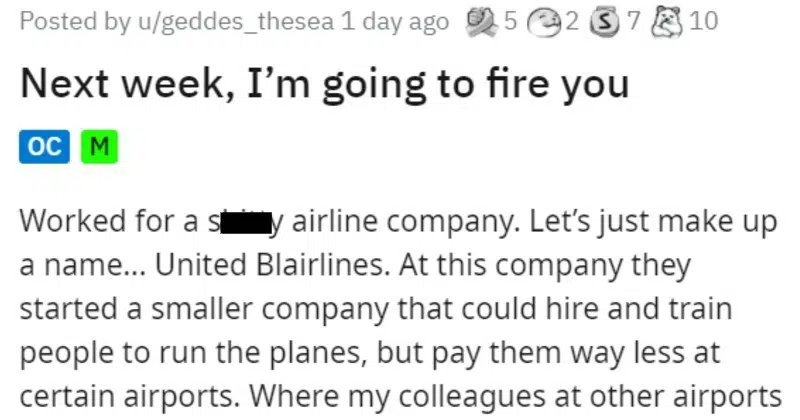 Posted by u/geddes_thesea 1 day ago 5 2 S 7 10
Next week, I'm going to fire you
OC M
Worked for a s y airline company. Let's just make up
a name... United Blairlines. At this company they
started a smaller company that could hire and train
people to run the planes, but pay them way less at
certain airports. Where my colleagues at other airports